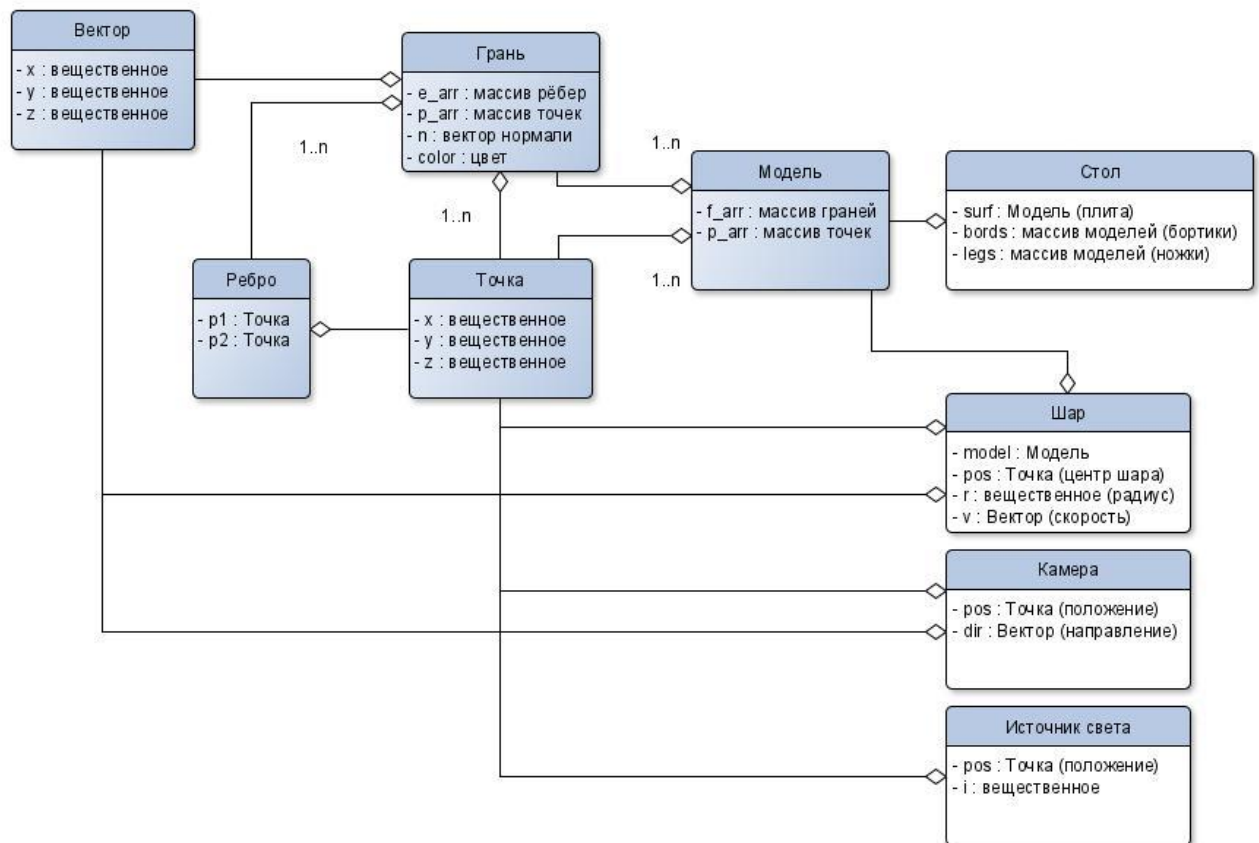 Вектор
- x : вещественное
- y : вещественное
- z : вещественное
Грань
- e_arr : массив рёбер
- p_arr : массив точек
- n : вектор нормали
- color : цвет
1..n
1..n
1..n
1..n
Модель
- f_arr : массив граней
- p_arr : массив точек
Стол
- surf : Модель (плита)
- bords : массив моделей (бортики)
- legs : массив моделей (ножки)
Ребро
- p1 : Точка
- p2 : Точка
Точка
- x : вещественное
- y : вещественное
- z : вещественное
Шар
- model : Модель
- pos : Точка (центр шара)
- r : вещественное (радиус)
- v : Вектор (скорость)
Камера
- pos : Точка (положение)
- dir : Вектор (направление)
Источник света
- pos : Точка (положение)
- i : вещественное